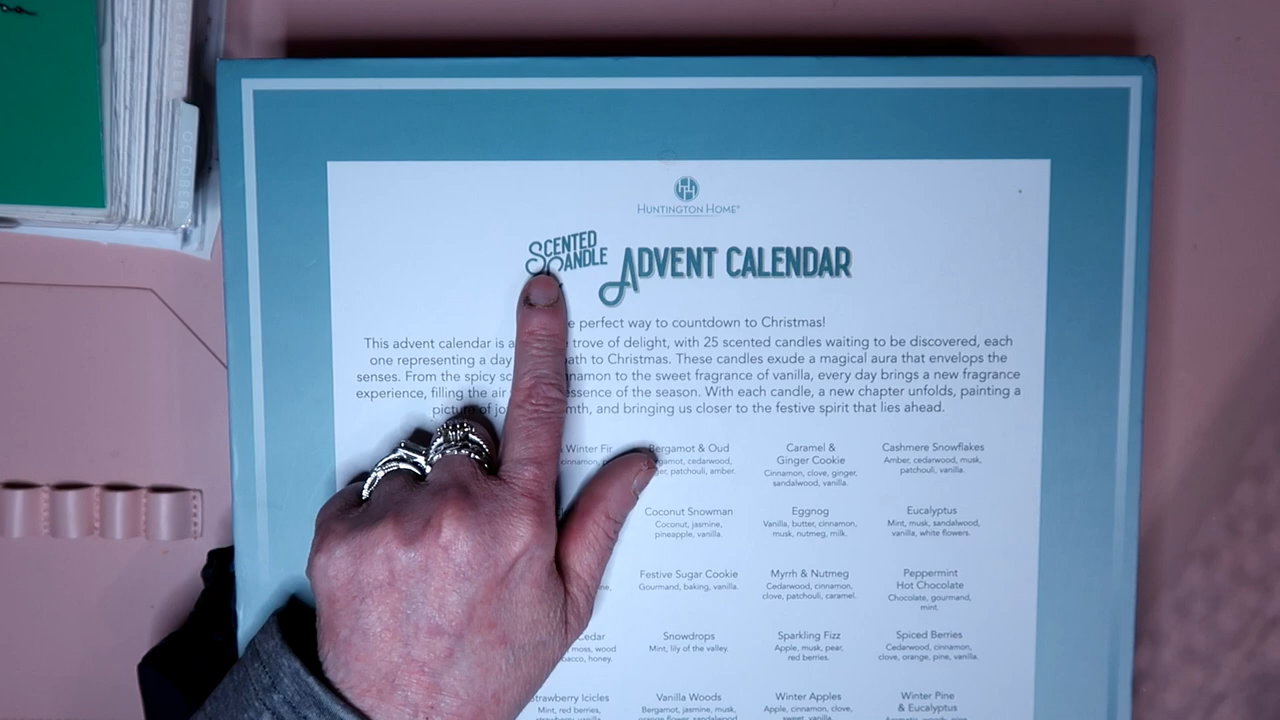 SEPTEMBER
OCTOBER
HUNTINGTON HOME®
SCENTED
CANDLE
ADVENT CALENDAR
perfect way to countdown to Christmas!
This advent calendar is a trove of delight, with 25 scented candles waiting to be discovered, each
one representing a day to Christmas. These candles exude a magical aura that envelops the
senses. From the spicy to the sweet fragrance of vanilla, every day brings a new fragrance
experience, filling the air essence of the season. With each candle, a new chapter unfolds, painting a
picture of and bringing us closer to the festive spirit that lies ahead.
Winter Fir
cinnamon,
Bergamot & Oud
cedarwood,
patchouli, amber.
Caramel &
Ginger Cookie
Cinnamon, clove, ginger,
sandalwood, vanilla.
Cashmere Snowflakes
Amber, cedarwood, musk,
patchouli, vanilla.
Coconut Snowman
Coconut, jasmine,
pineapple, vanilla.
Eggnog
Vanilla, butter, cinnamon,
musk, nutmeg, milk.
Eucalyptus
Mint, musk, sandalwood,
vanilla, white flowers.
Festive Sugar Cookie
Gourmand, baking, vanilla.
Myrrh & Nutmeg
Cedarwood, cinnamon,
clove, patchouli, caramel.
Peppermint
Hot Chocolate
Chocolate, gourmand,
mint.
Cedar
moss, wood
honey.
Snowdrops
Mint, lily of the valley.
Sparkling Fizz
Apple, musk, pear,
red berries.
Spiced Berries
Cedarwood, cinnamon,
clove, orange, pine, vanilla.
Strawberry Icicles
Mint, red berries,
strawberry, vanilla.
Vanilla Woods
Bergamot, jasmine, musk,
orange flower, sandalwood
Winter Apples
Apple, cinnamon, clove,
sweet, vanilla.
Winter Pine
& Eucalyptus